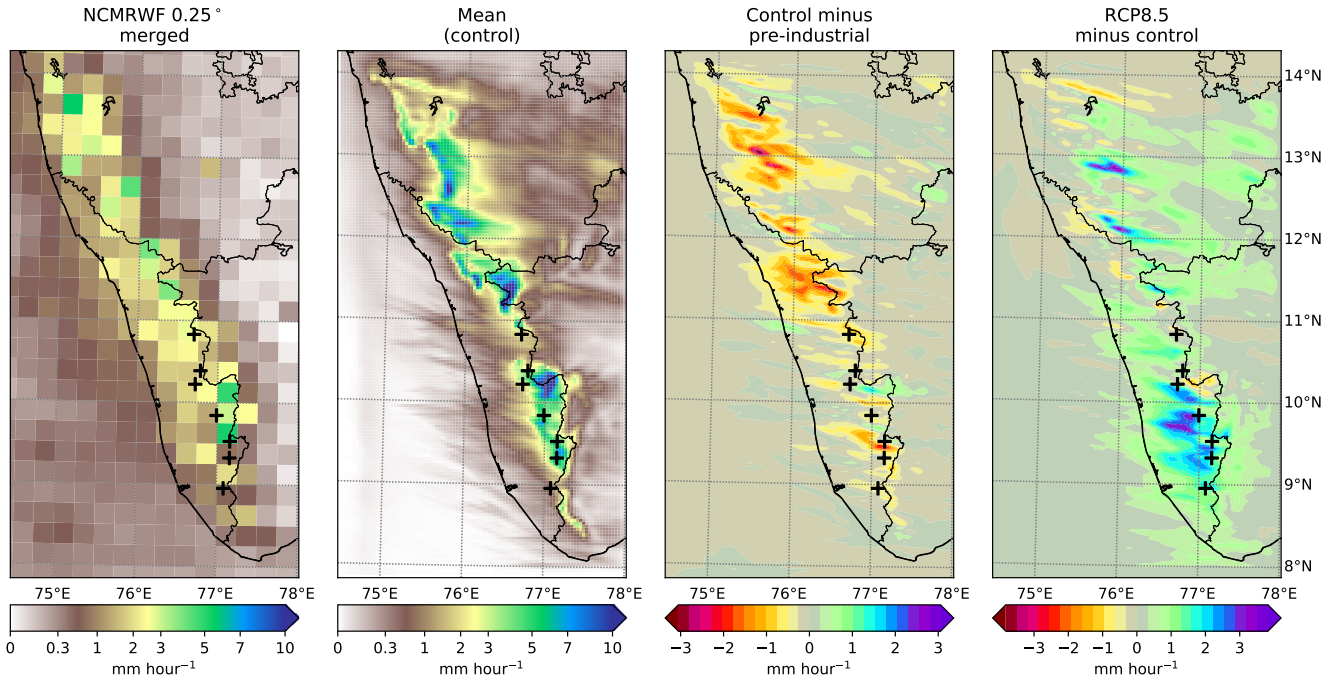 NCMRWF 0.25°
merged
Mean
(control)
Control minus
pre-industrial
RCP8.5
minus control
14°N
13°N
12°N
11°N
10°N
9°N
8°N
75°E 76°E 77°E 78°E
75°E 76°E 77°E 78°E
75°E 76°E 77°E 78°E
75°E 76°E 77°E 78°E
0 0.3 1 2 3 5 7 10
0 0.3 1 2 3 5 7 10
−3 −2 −1 0 1 2 3
−3 −2 −1 0 1 2 3
mm hour⁻¹
mm hour⁻¹
mm hour⁻¹
mm hour⁻¹